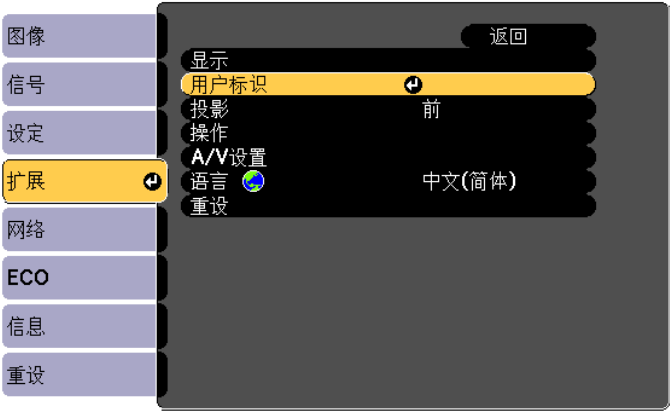 图像
信号
设定
扩展
网络
ECO
信息
重设
返回
显示
用户标识
投影 前
操作
A/V设置
语言 中文(简体)
重设